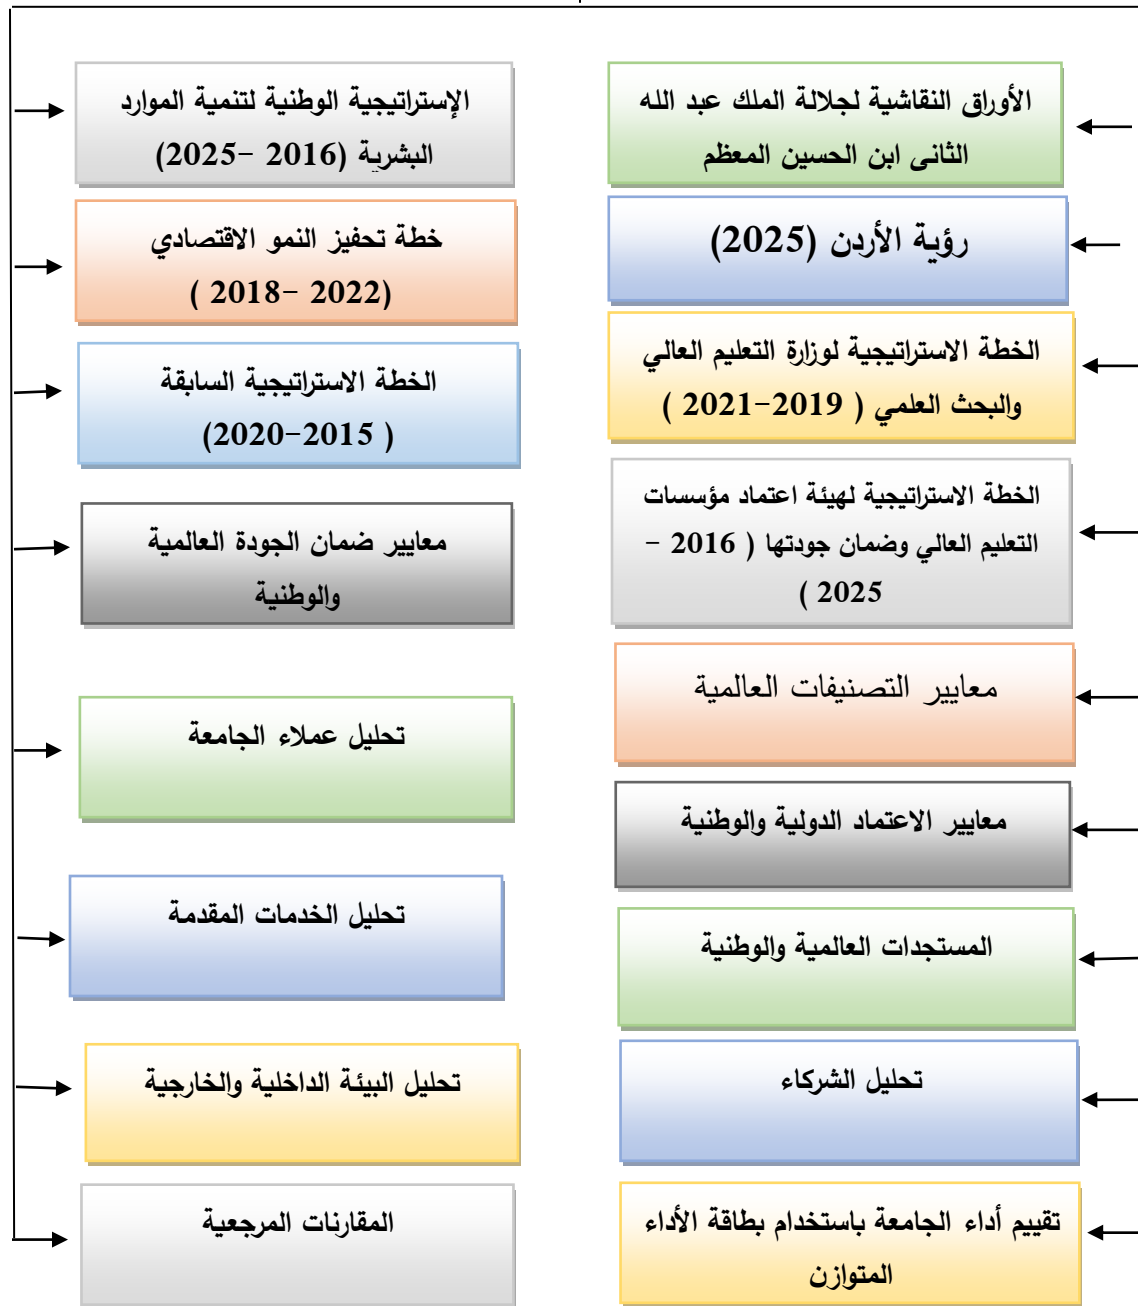 الأوراق النقاشية لجلالة الملك عبد الله
الثانى ابن الحسين المعظم
رؤية الأردن (2025)
الخطة الاستراتيجية لوزارة التعليم العالي
والبحث العلمي ( 2019-2021 )
الخطة الاستراتيجية لهيئة اعتماد مؤسسات
التعليم العالي وضمان جودتها ( 2016 -
2025 )
معايير التصنيفات العالمية
معايير الاعتماد الدولية والوطنية
المستجدات العالمية والوطنية
تحليل الشركاء
تقييم أداء الجامعة باستخدام بطاقة الأداء
المتوازن
الإستراتيجية الوطنية لتنمية الموارد
البشرية (2016 -2025)
خطة تحفيز النمو الاقتصادي
(2018 -2022 )
الخطة الاستراتيجية السابقة
( 2015-2020)
معايير ضمان الجودة العالمية
والوطنية
تحليل عملاء الجامعة
تحليل الخدمات المقدمة
تحليل البيئة الداخلية والخارجية
المقارنات المرجعية